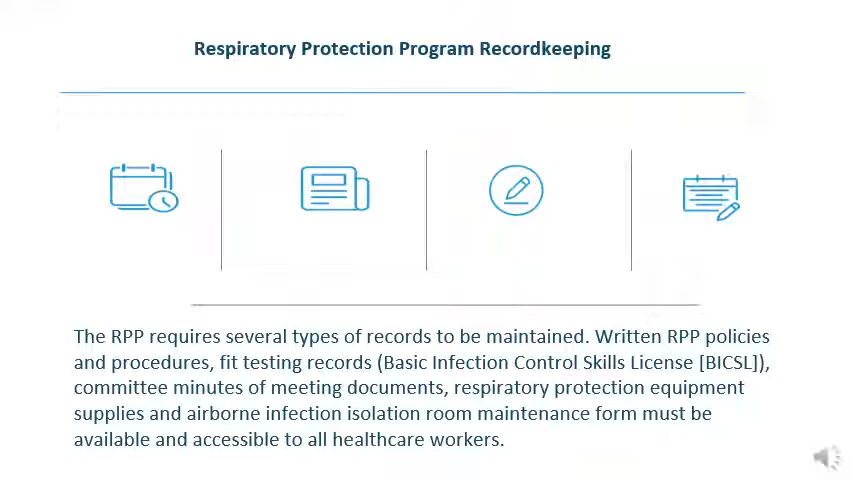 Respiratory Protection Program Recordkeeping
The RPP requires several types of records to be maintained. Written RPP policies
and procedures, fit testing records (Basic Infection Control Skills License [BICSL]),
committee minutes of meeting documents, respiratory protection equipment
supplies and airborne infection isolation room maintenance form must be
available and accessible to all healthcare workers.